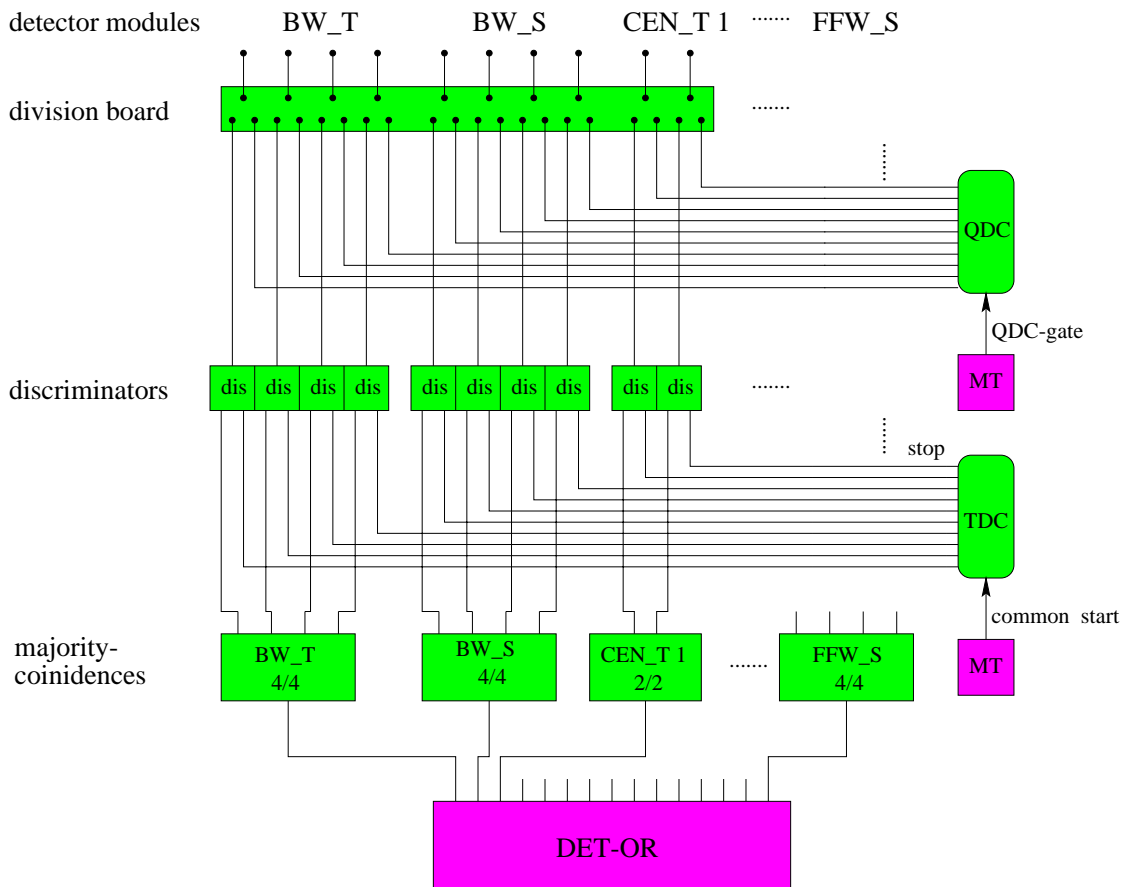 detector modules BW_T BW_S CEN_T 1 ....... FFW_S
division board .......
QDC
QDC-gate
discriminators dis dis dis dis dis dis dis dis dis dis ....... MT
stop
TDC
common start
majority-
coinidences
BW_T
4/4
BW_S
4/4
CEN_T 1
2/2
.......
FFW_S
4/4
MT
DET-OR